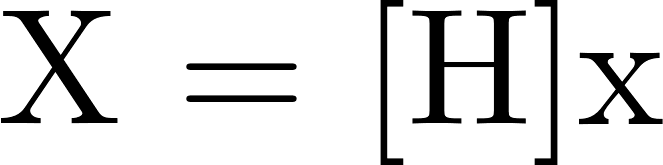 X = [H]x